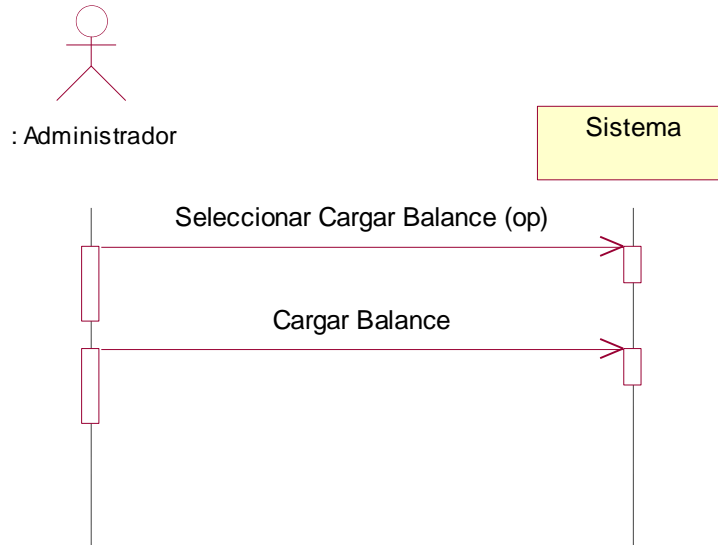 : Administrador
Sistema
Seleccionar Cargar Balance (op)
Cargar Balance